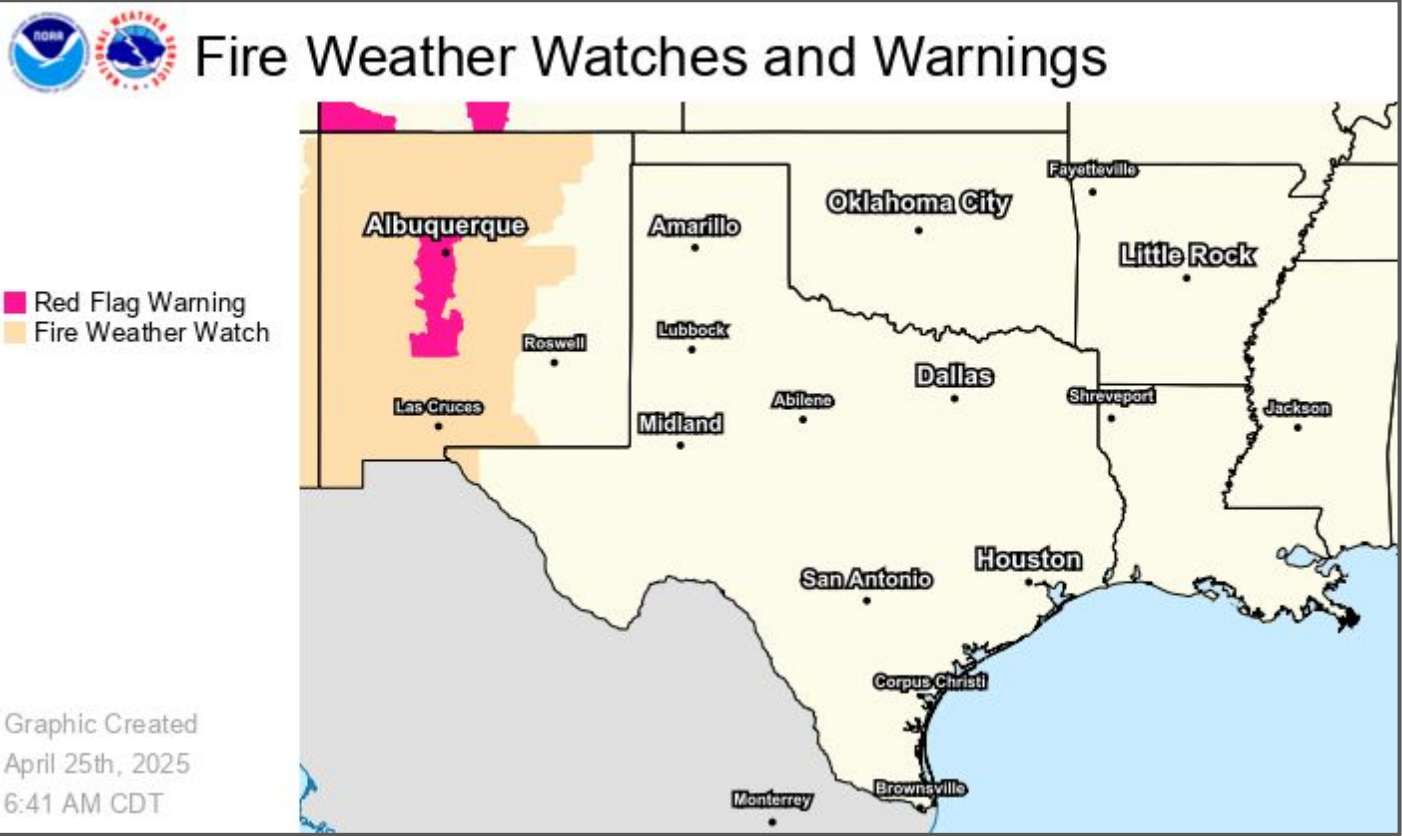 NOAA
NATIONAL WEATHER SERVICE
Fire Weather Watches and Warnings
Fayetteville
Oklahoma City
Albuquerque
Amarillo
Little Rock
Red Flag Warning
Fire Weather Watch
Lubbock
Roswell
Dallas
Abilene
Shreveport
Las Cruces
Jackson
Midland
Houston
San Antonio
Corpus Christi
Graphic Created
April 25th, 2025
6:41 AM CDT
Brownsville
Monterrey